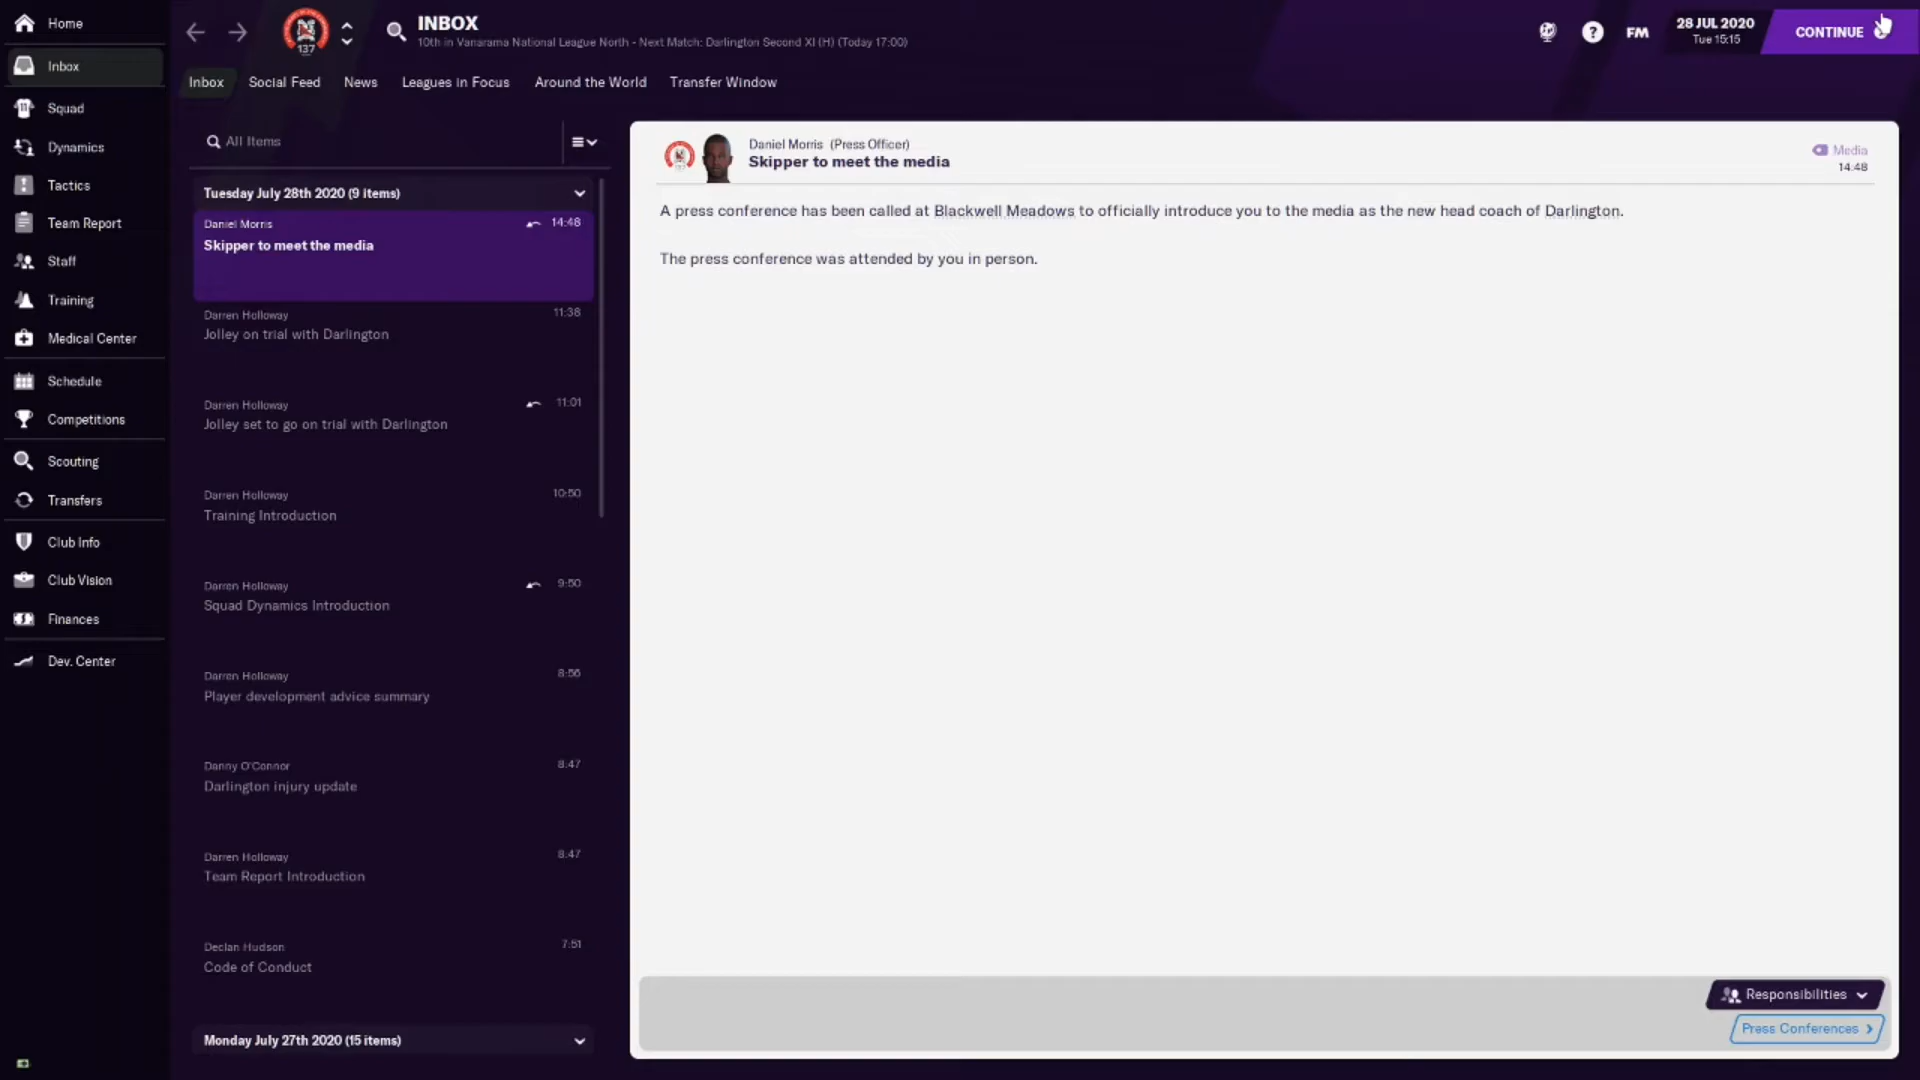 Home
Inbox
Squad
Dynamics
Tactics
Team Report
Staff
Training
Medical Center
Schedule
Competitions
Scouting
Transfers
Club Info
Club Vision
Finances
Dev. Center
137
INBOX
10th in Vanarama National League North - Next Match: Darlington Second XI (H) (Today 17:00)
?
FM
28 JUL 2020
Tue 15:15
CONTINUE
Inbox Social Feed News Leagues in Focus Around the World Transfer Window
All Items
Tuesday July 28th 2020 (9 items)
Daniel Morris 14:48
Skipper to meet the media
Darren Holloway 11:38
Jolley on trial with Darlington
Darren Holloway 11:01
Jolley set to go on trial with Darlington
Darren Holloway 10:50
Training Introduction
Darren Holloway 9:50
Squad Dynamics Introduction
Darren Holloway 8:56
Player development advice summary
Danny O'Connor 8:47
Darlington injury update
Darren Holloway 8:47
Team Report Introduction
Declan Hudson 7:51
Code of Conduct
Monday July 27th 2020 (15 items)
Daniel Morris (Press Officer)
Skipper to meet the media
Media
14:48
A press conference has been called at Blackwell Meadows to officially introduce you to the media as the new head coach of Darlington.
The press conference was attended by you in person.
Responsibilities
Press Conferences >